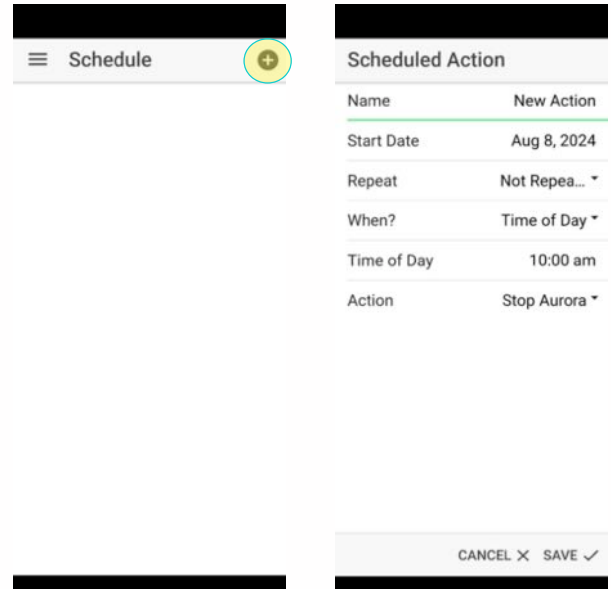 Schedule
Scheduled Action
Name New Action
Start Date Aug 8, 2024
Repeat Not Repea...
When? Time of Day
Time of Day 10:00 am
Action Stop Aurora
CANCEL SAVE